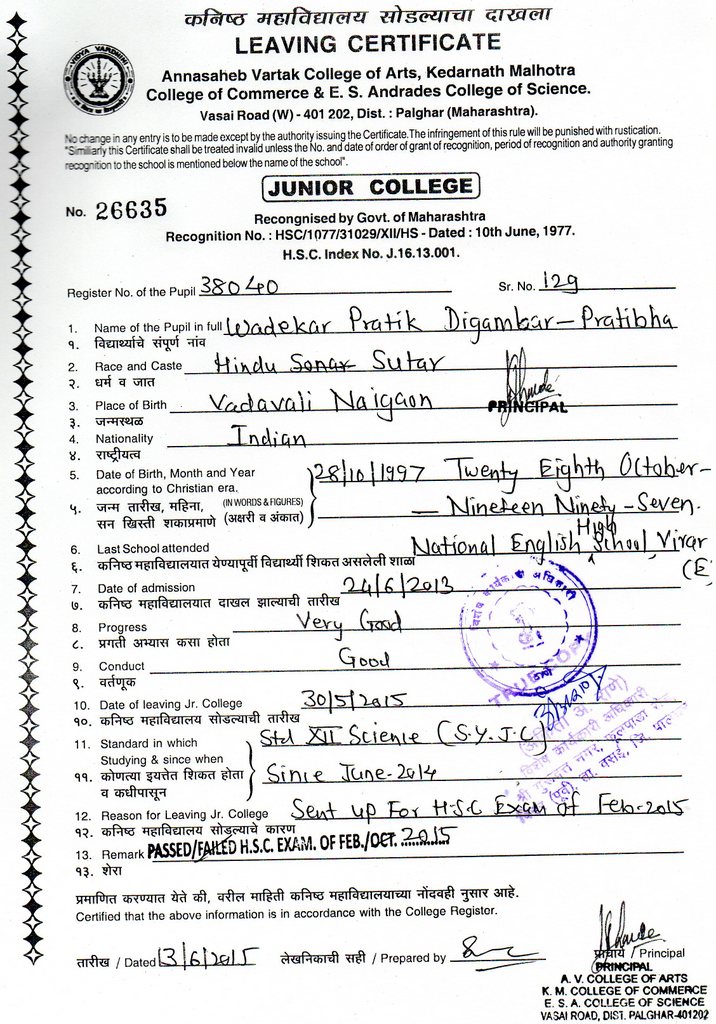 कनिष्ठ महाविद्यालय सोडल्याचा दाखला
LEAVING CERTIFICATE
VIDYA VARDHINI
Annasaheb Vartak College of Arts, Kedarnath Malhotra
College of Commerce & E. S. Andrades College of Science.
Vasai Road (W) - 401 202, Dist. : Palghar (Maharashtra).
No change in any entry is to be made except by the authority issuing the Certificate.The infringement of this rule will be punished with rustication.
"Similiarly this Certificate shall be treated invalid unless the No. and date of order of grant of recognition, period of recognition and authority granting
recognition to the school is mentioned below the name of the school".
JUNIOR COLLEGE
No. 26635
Recongnised by Govt. of Maharashtra
Recognition No. : HSC/1077/31029/XII/HS - Dated : 10th June, 1977.
H.S.C. Index No. J.16.13.001.
Register No. of the Pupil 38040 Sr. No. 129
1. Name of the Pupil in full Wadekar Pratik Digambar - Pratibha
१. विद्यार्थ्याचे संपूर्ण नांव
2. Race and Caste Hindu Sonar Sutar
२. धर्म व जात
PRINCIPAL
3. Place of Birth Vadavali Naigaon
३. जन्मस्थळ
4. Nationality Indian
४. राष्ट्रीयत्व
5. Date of Birth, Month and Year 28/10/1997 Twenty Eighth October-
according to Christian era.
५. जन्म तारीख, महिना, (IN WORDS & FIGURES) — Nineteen Ninety-Seven.
सन खिस्ती शकाप्रमाणे (अक्षरी व अंकात)
6. Last School attended National English High School, Virar (E)
६. कनिष्ठ महाविद्यालयात येण्यापूर्वी विद्यार्थी शिकत असलेली शाळा
7. Date of admission 24/6/2013
७. कनिष्ठ महाविद्यालयात दाखल झाल्याची तारीख
8. Progress Very Good
८. प्रगती अभ्यास कसा होता
9. Conduct Good
९. वर्तणूक
विशेष कार्यकारी अधिकारी
ठाणे
TRUE COPY
10. Date of leaving Jr. College 30/5/2015
१०. कनिष्ठ महाविद्यालय सोडल्याची तारीख
11. Standard in which Std XII Science (S.Y.J.C)
Studying & since when
११. कोणत्या इयत्तेत शिकत होता Since June-2014
व कधीपासून
विशेष कार्यकारी अधिकारी
12. Reason for Leaving Jr. College Sent up For H.S.C Exam of Feb-2015
१२. कनिष्ठ महाविद्यालय सोडल्याचे कारण
13. Remark PASSED/FAILED H.S.C. EXAM. OF FEB./OCT. 2015
१३. शेरा
प्रमाणित करण्यात येते की, वरील माहिती कनिष्ठ महाविद्यालयाच्या नोंदवही नुसार आहे.
Certified that the above information is in accordance with the College Register.
तारीख / Dated 13/6/2015 लेखनिकाची सही / Prepared by
प्राचार्य / Principal
PRINCIPAL
A. V. COLLEGE OF ARTS
K. M. COLLEGE OF COMMERCE
E. S. A. COLLEGE OF SCIENCE
VASAI ROAD, DIST. PALGHAR-401202